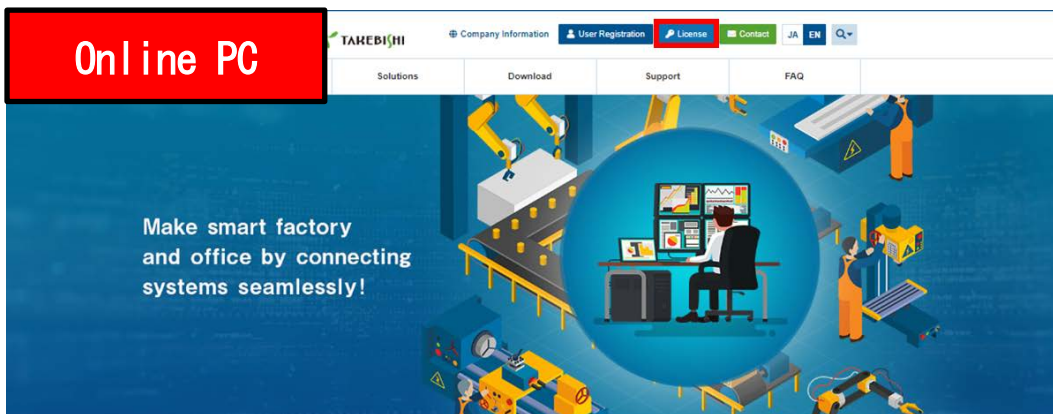 Online PC
TAKEBISHI
Company Information User Registration License Contact JA EN
Solutions Download Support FAQ
Make smart factory
and office by connecting
systems seamlessly!